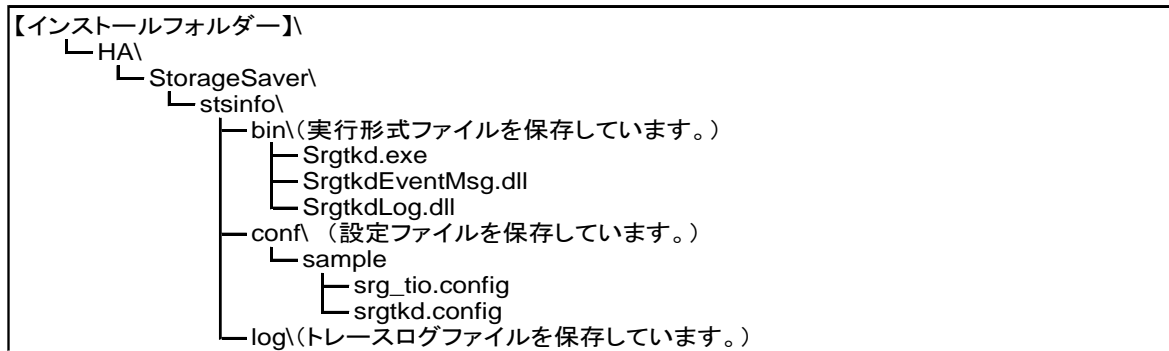 【インストールフォルダー】\
HA\
StorageSaver\
stsinfo\
bin\(実行形式ファイルを保存しています。)
Srgtkd.exe
SrgtkdEventMsg.dll
SrgtkdLog.dll
conf\ (設定ファイルを保存しています。)
sample
srg_tio.config
srgtkd.config
log\(トレースログファイルを保存しています。)